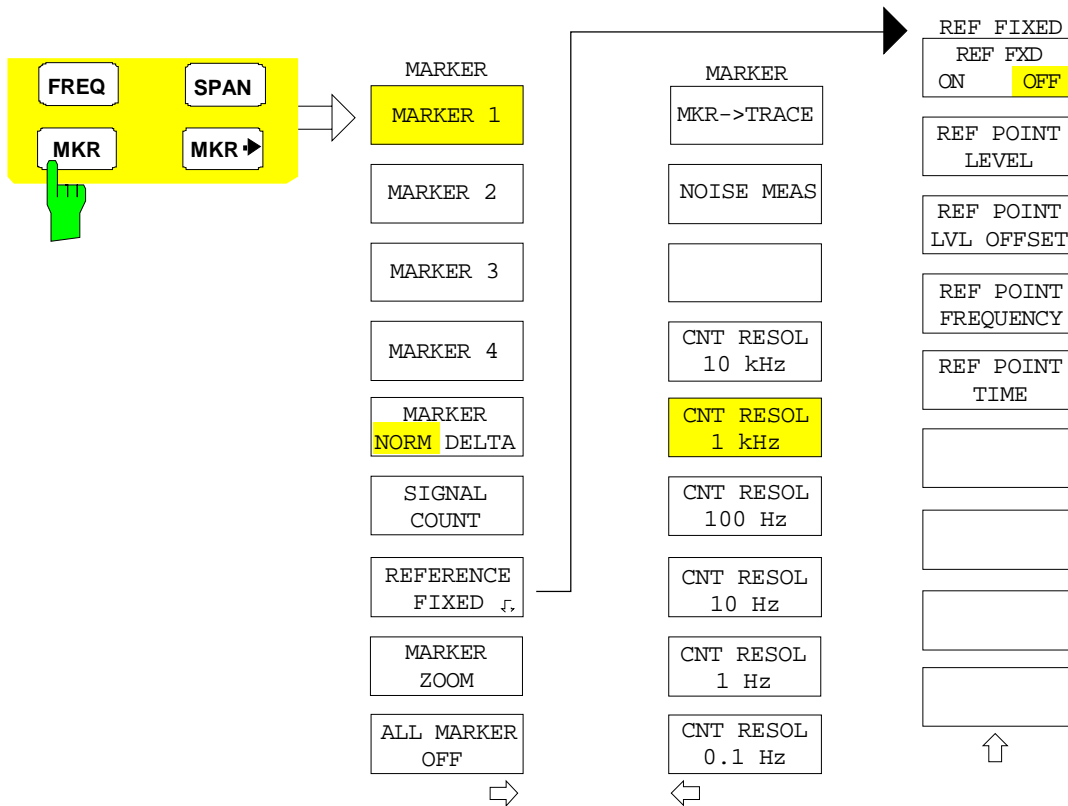 FREQ
SPAN
MKR
MKR
MARKER
MARKER 1
MARKER 2
MARKER 3
MARKER 4
MARKER
NORM DELTA
SIGNAL
COUNT
REFERENCE
FIXED
MARKER
ZOOM
ALL MARKER
OFF
MARKER
MKR->TRACE
NOISE MEAS
CNT RESOL
10 kHz
CNT RESOL
1 kHz
CNT RESOL
100 Hz
CNT RESOL
10 Hz
CNT RESOL
1 Hz
CNT RESOL
0.1 Hz
REF FIXED
REF FXD
ON OFF
REF POINT
LEVEL
REF POINT
LVL OFFSET
REF POINT
FREQUENCY
REF POINT
TIME